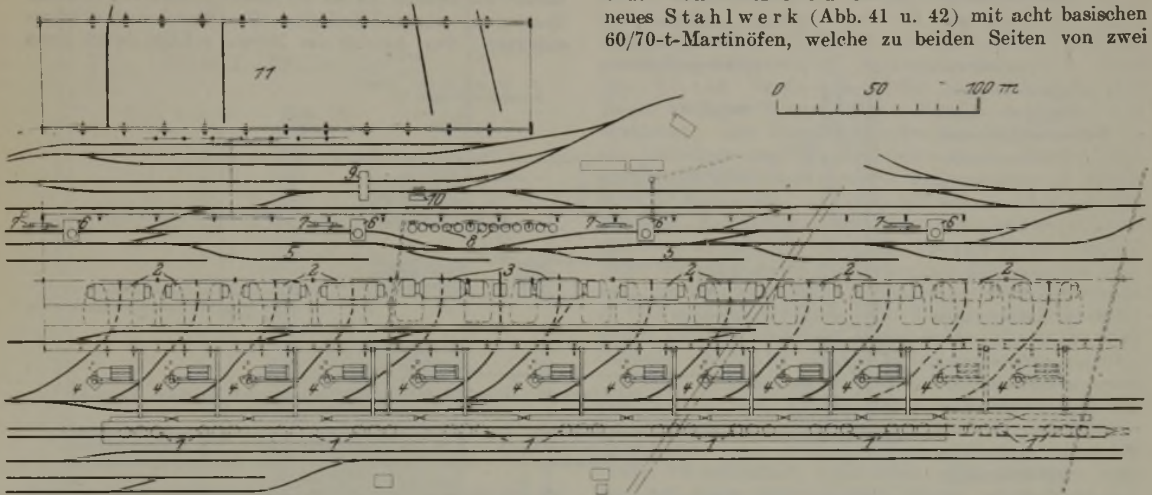 neues Stahlwerk (Abb. 41 u. 42) mit acht basischen
60/70-t-Martinöfen, welche zu beiden Seiten von zwei
0 50 100 m
11
9
10
7 6 7 6 7 6 7 6
8
5 5
2 2 3 2 2 2
4 4 4 4 4 4 4 4 4 4 4 4
1 1 1 1 1 1